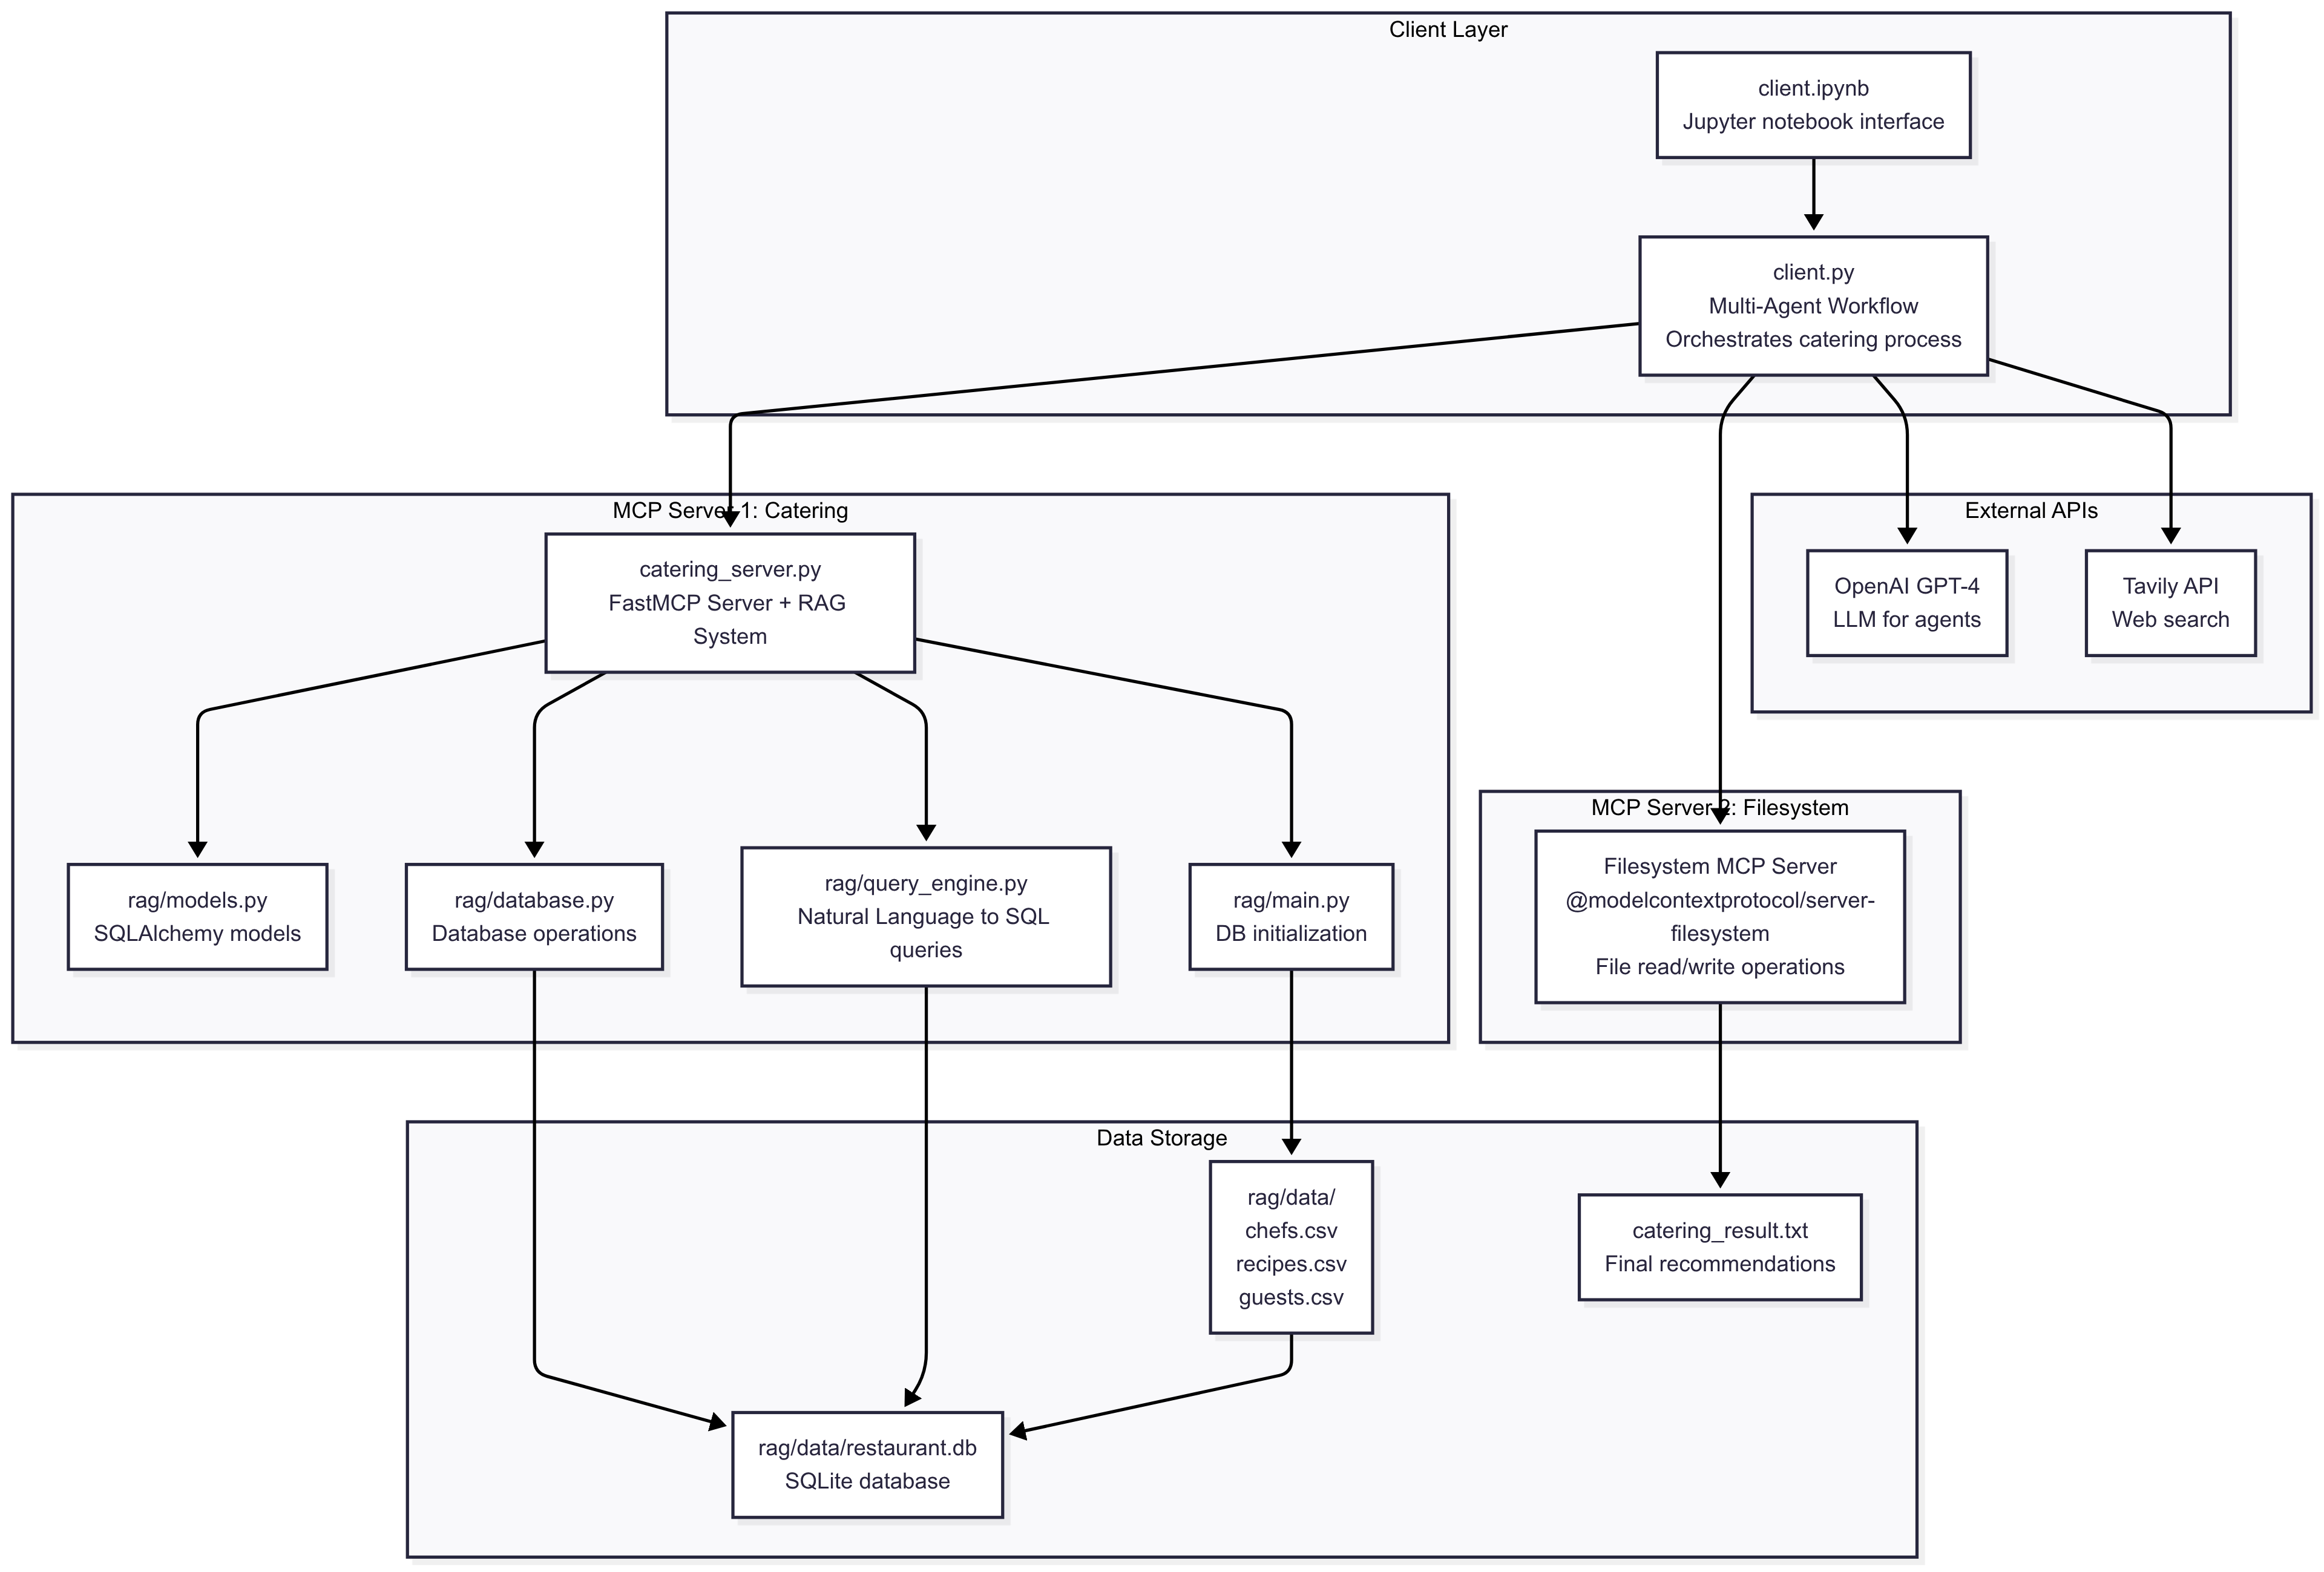 Client Layer
client.ipynb
Jupyter notebook interface
client.py
Multi-Agent Workflow
Orchestrates catering process
MCP Server 1: Catering
catering_server.py
FastMCP Server + RAG
System
External APIs
OpenAI GPT-4
LLM for agents
Tavily API
Web search
rag/models.py
SQLAlchemy models
rag/database.py
Database operations
rag/query_engine.py
Natural Language to SQL
queries
rag/main.py
DB initialization
MCP Server 2: Filesystem
Filesystem MCP Server
@modelcontextprotocol/server-
filesystem
File read/write operations
Data Storage
rag/data/
chefs.csv
recipes.csv
guests.csv
catering_result.txt
Final recommendations
rag/data/restaurant.db
SQLite database